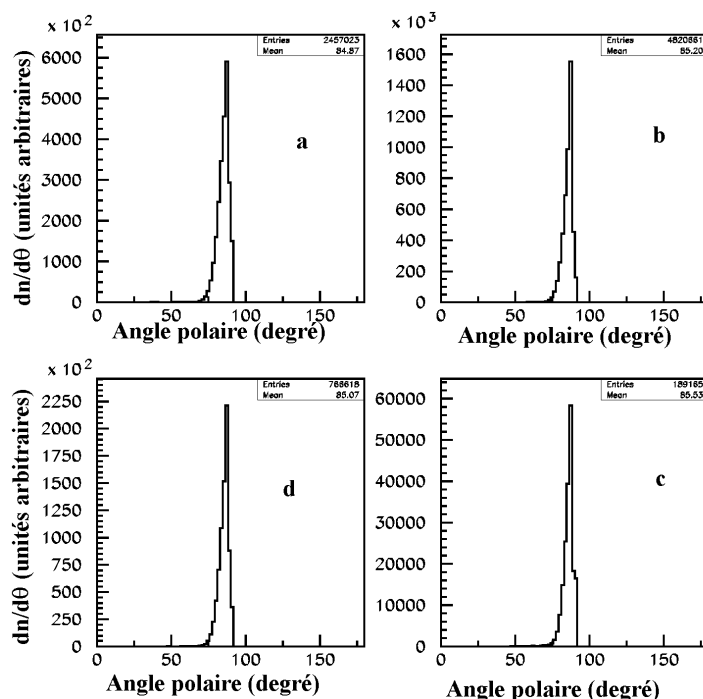 x 10²
Entries 2457023
Mean 84.87
6000
5000
4000
3000
2000
1000
0
a
dn/dθ (unités arbitraires)
0 50 100 150
Angle polaire (degré)
x 10³
Entries 4820861
Mean 85.20
1600
1400
1200
1000
800
600
400
200
0
b
0 50 100 150
Angle polaire (degré)
x 10²
Entries 768618
Mean 85.07
2250
2000
1750
1500
1250
1000
750
500
250
0
d
dn/dθ (unités arbitraires)
0 50 100 150
Angle polaire (degré)
Entries 189165
Mean 85.53
60000
50000
40000
30000
20000
10000
0
c
0 50 100 150
Angle polaire (degré)